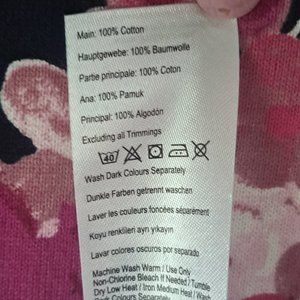 Main: 100% Cotton
Hauptgewebe: 100% Baumwolle
Partie principale: 100% Coton
Ana: 100% Pamuk
Principal: 100% Algodón
Excluding all Trimmings
40
Wash Dark Colours Separately
Dunkle Farben getrennt waschen
Laver les couleurs foncées séparément
Koyu renkleri ayrı yıkayın
Lavar colores oscuros por separado
Machine Wash Warm / Use Only
Non-Chlorine Bleach If Needed / Tumble
Dry Low Heat / Iron Medium Heat / Wash
Dark Colours Separately